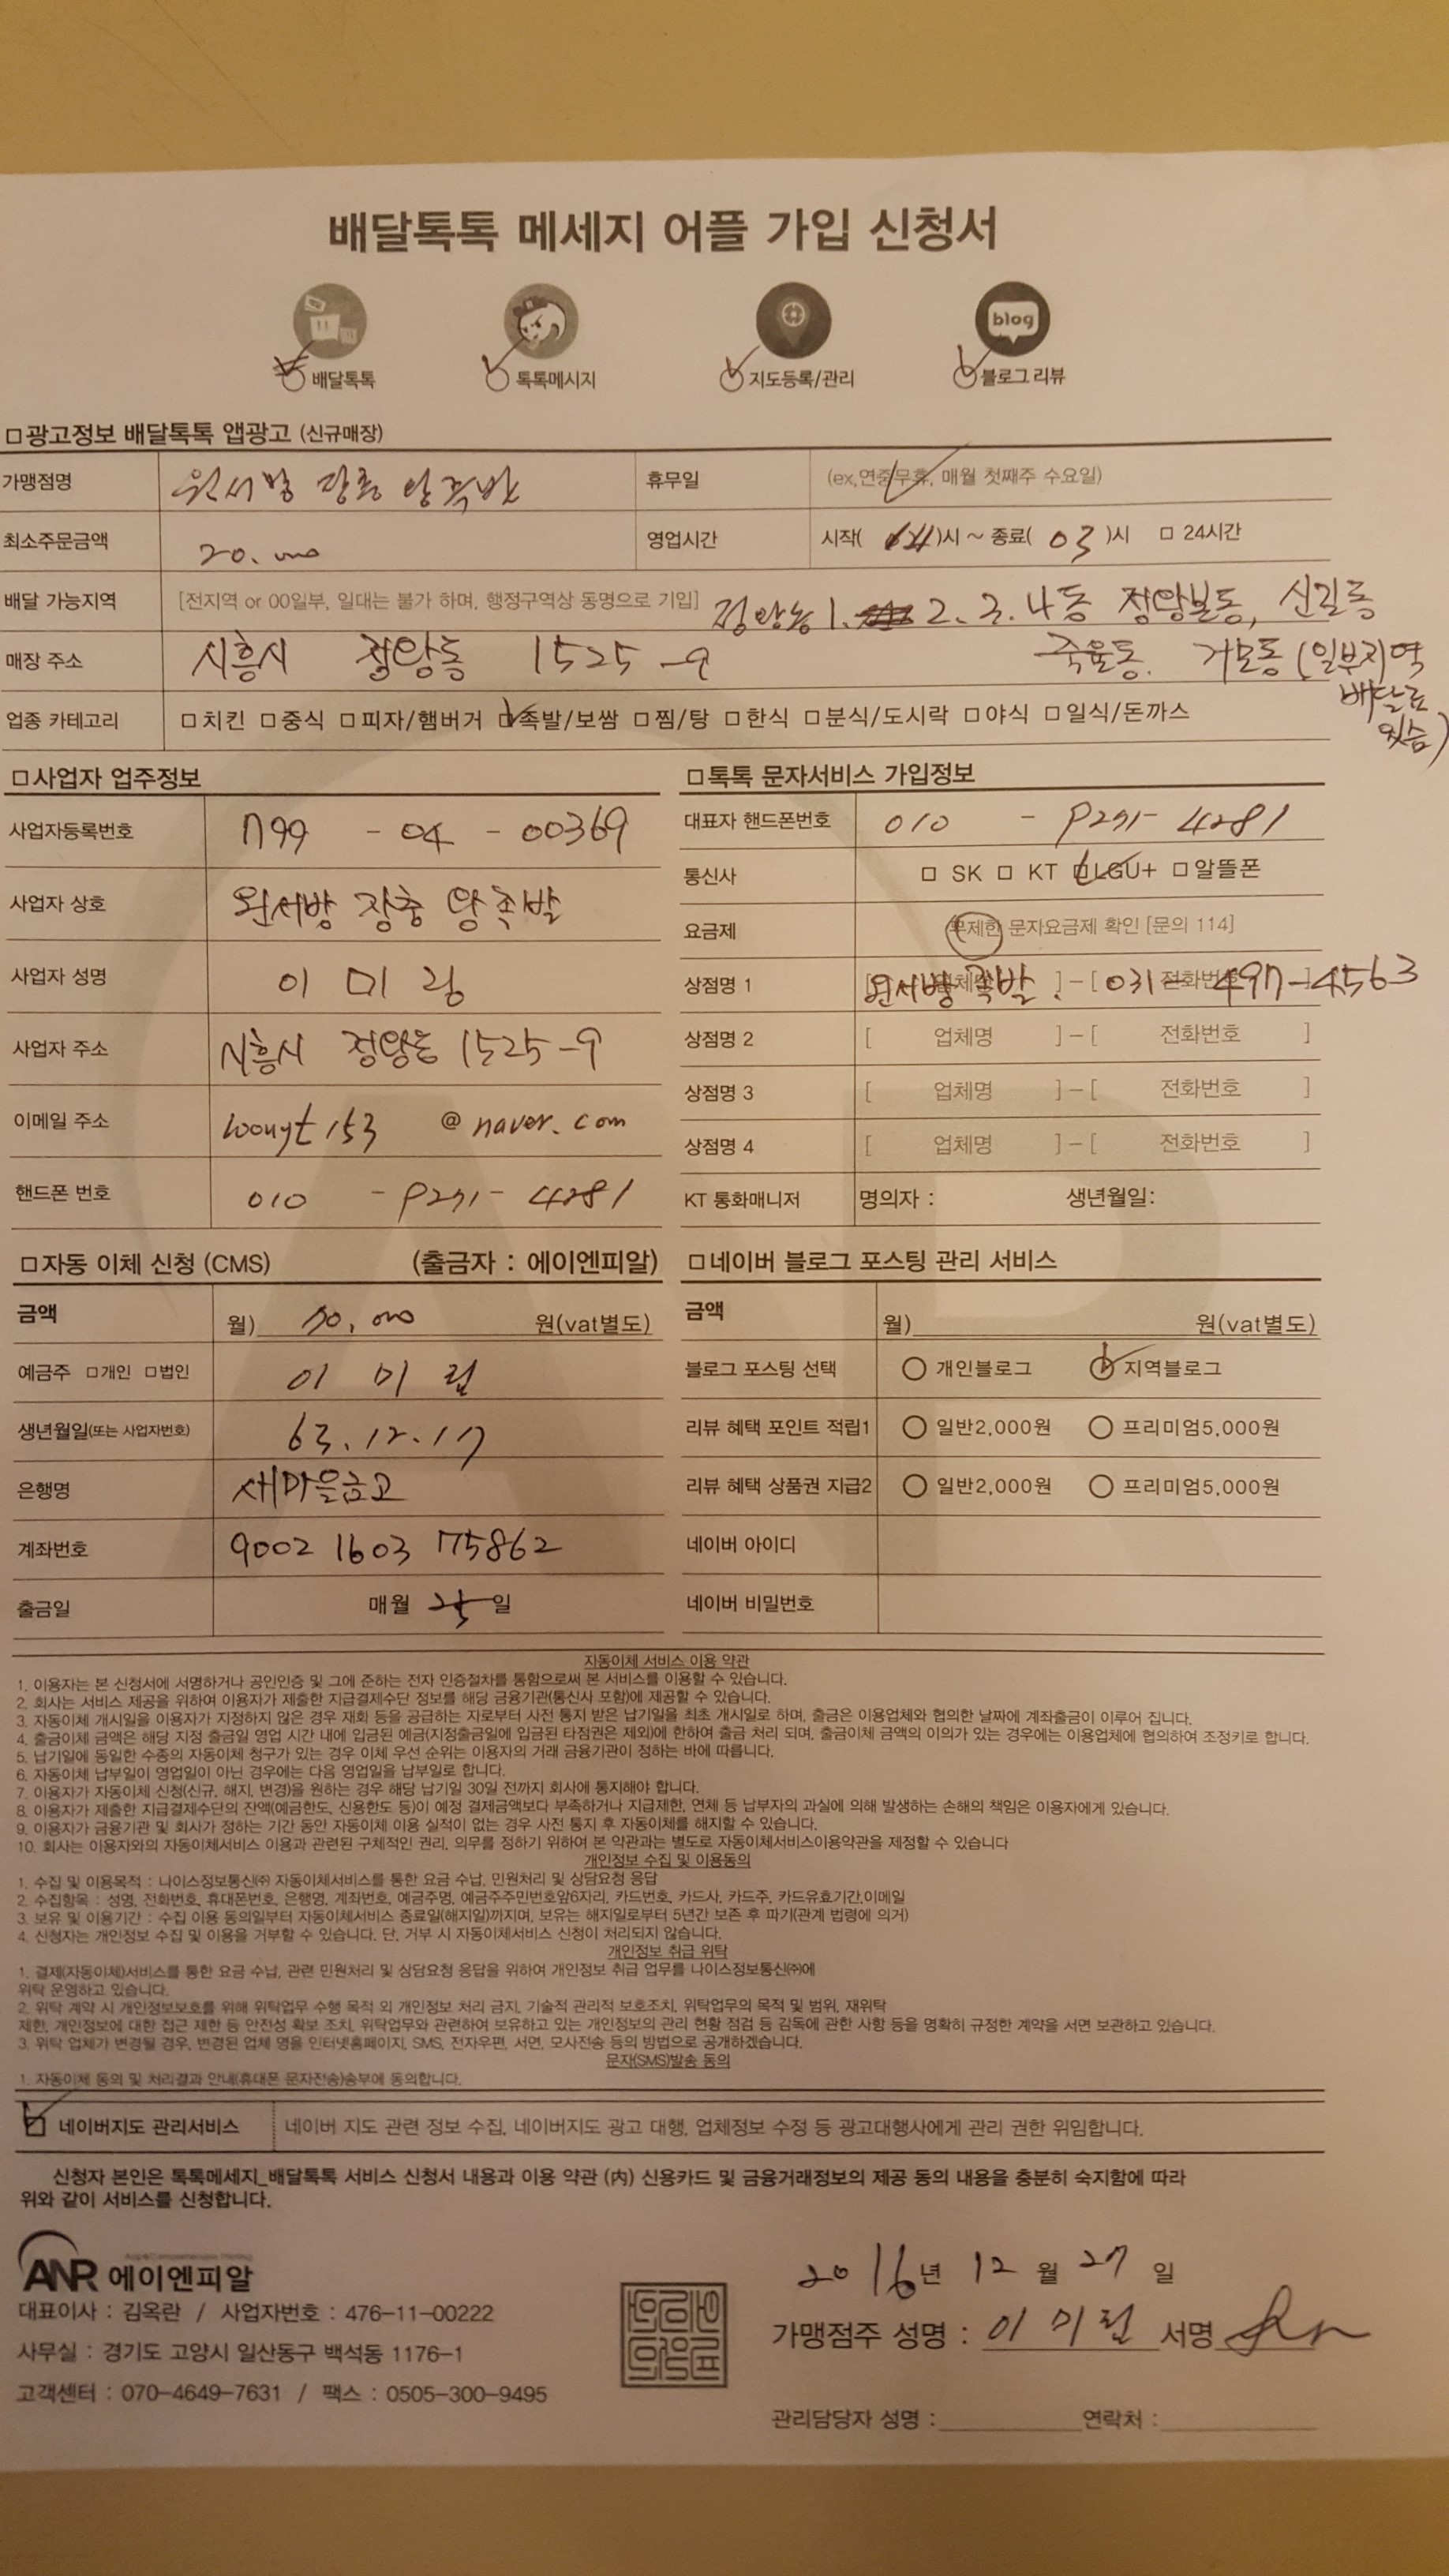 배달톡톡 메세지 어플 가입 신청서
배달톡톡 톡톡메시지 지도등록/관리 blog 블로그 리뷰
□광고정보 배달톡톡 앱광고 (신규매장)
가맹점명 원서방 장충 왕족발 휴무일 (ex,연중무휴, 매월 첫째주 수요일)
최소주문금액 20,000 영업시간 시작( )시 ~ 종료( 03 )시 □ 24시간
배달 가능지역 [전지역 or 00일부, 일대는 불가 하며, 행정구역상 동명으로 기입] 정왕동 1. 2. 3. 4동 정왕본동, 신길동
매장 주소 시흥시 정왕동 1525-9 죽율동. 거모동 (일부지역
배달료
있슴)
업종 카테고리 □치킨 □중식 □피자/햄버거 □족발/보쌈 □찜/탕 □한식 □분식/도시락 □야식 □일식/돈까스
□사업자 업주정보
사업자등록번호 799 - 04 - 00369
사업자 상호 원서방 장충 왕족발
사업자 성명 이 미
사업자 주소 시흥시 정왕동 1525-9
이메일 주소 @ naver.com
핸드폰 번호 010 - 4281
□톡톡 문자서비스 가입정보
대표자 핸드폰번호 010 - 4281
통신사 □ SK □ KT □LGU+ □알뜰폰
요금제 무제한 문자요금제 확인 [문의 114]
상점명 1 [원서방 족발 ] - [ 031 - 497-4563 ]
상점명 2 [ 업체명 ] - [ 전화번호 ]
상점명 3 [ 업체명 ] - [ 전화번호 ]
상점명 4 [ 업체명 ] - [ 전화번호 ]
KT 통화매니저 명의자 : 생년월일:
□자동 이체 신청 (CMS) (출금자 : 에이엔피알)
금액 월) 70,000 원(vat별도)
예금주 □개인 □법인 이 미
생년월일(또는 사업자번호) 63.12.17
은행명 새마을금고
계좌번호 9002 1603 75862
출금일 매월 25 일
□네이버 블로그 포스팅 관리 서비스
금액 월) 원(vat별도)
블로그 포스팅 선택 ○ 개인블로그 ○ 지역블로그
리뷰 혜택 포인트 적립1 ○ 일반2,000원 ○ 프리미엄5,000원
리뷰 혜택 상품권 지급2 ○ 일반2,000원 ○ 프리미엄5,000원
네이버 아이디
네이버 비밀번호
자동이체 서비스 이용 약관
1. 이용자는 본 신청서에 서명하거나 공인인증 및 그에 준하는 전자 인증절차를 통함으로써 본 서비스를 이용할 수 있습니다.
2. 회사는 서비스 제공을 위하여 이용자가 제출한 지급결제수단 정보를 해당 금융기관(통신사 포함)에 제공할 수 있습니다.
3. 자동이체 개시일을 이용자가 지정하지 않은 경우 재화 등을 공급하는 자로부터 사전 통지 받은 납기일을 최초 개시일로 하며, 출금은 이용업체와 협의한 날짜에 계좌출금이 이루어 집니다.
4. 출금이체 금액은 해당 지정 출금일 영업 시간 내에 입금된 예금(지정출금일에 입금된 타점권은 제외)에 한하여 출금 처리 되며, 출금이체 금액의 이의가 있는 경우에는 이용업체에 협의하여 조정키로 합니다.
5. 납기일에 동일한 수종의 자동이체 청구가 있는 경우 이체 우선 순위는 이용자의 거래 금융기관이 정하는 바에 따릅니다.
6. 자동이체 납부일이 영업일이 아닌 경우에는 다음 영업일을 납부일로 합니다.
7. 이용자가 자동이체 신청(신규, 해지, 변경)을 원하는 경우 해당 납기일 30일 전까지 회사에 통지해야 합니다.
8. 이용자가 제출한 지급결제수단의 잔액(예금한도, 신용한도 등)이 예정 결제금액보다 부족하거나 지급제한, 연체 등 납부자의 과실에 의해 발생하는 손해의 책임은 이용자에게 있습니다.
9. 이용자가 금융기관 및 회사가 정하는 기간 동안 자동이체 이용 실적이 없는 경우 사전 통지 후 자동이체를 해지할 수 있습니다.
10. 회사는 이용자와의 자동이체서비스 이용과 관련된 구체적인 권리, 의무를 정하기 위하여 본 약관과는 별도로 자동이체서비스이용약관을 제정할 수 있습니다
개인정보 수집 및 이용동의
1. 수집 및 이용목적 : 나이스정보통신㈜ 자동이체서비스를 통한 요금 수납, 민원처리 및 상담요청 응답
2. 수집항목 : 성명, 전화번호, 휴대폰번호, 은행명, 계좌번호, 예금주명, 예금주주민번호앞6자리, 카드번호, 카드사, 카드주, 카드유효기간,이메일
3. 보유 및 이용기간 : 수집 이용 동의일부터 자동이체서비스 종료일(해지일)까지며, 보유는 해지일로부터 5년간 보존 후 파기(관계 법령에 의거)
4. 신청자는 개인정보 수집 및 이용을 거부할 수 있습니다. 단, 거부 시 자동이체서비스 신청이 처리되지 않습니다.
개인정보 취급 위탁
1. 결제(자동이체)서비스를 통한 요금 수납, 관련 민원처리 및 상담요청 응답을 위하여 개인정보 취급 업무를 나이스정보통신㈜에
위탁 운영하고 있습니다.
2. 위탁 계약 시 개인정보보호를 위해 위탁업무 수행 목적 외 개인정보 처리 금지, 기술적 관리적 보호조치, 위탁업무의 목적 및 범위, 재위탁
제한, 개인정보에 대한 접근 제한 등 안전성 확보 조치, 위탁업무와 관련하여 보유하고 있는 개인정보의 관리 현황 점검 등 감독에 관한 사항 등을 명확히 규정한 계약을 서면 보관하고 있습니다.
3. 위탁 업체가 변경될 경우, 변경된 업체 명을 인터넷홈페이지, SMS, 전자우편, 서면, 모사전송 등의 방법으로 공개하겠습니다.
문자(SMS)발송 동의
1. 자동이체 동의 및 처리결과 안내(휴대폰 문자전송)송부에 동의합니다.
□ 네이버지도 관리서비스 네이버 지도 관련 정보 수집, 네이버지도 광고 대행, 업체정보 수정 등 광고대행사에게 관리 권한 위임합니다.
신청자 본인은 톡톡메세지_배달톡톡 서비스 신청서 내용과 이용 약관 (内) 신용카드 및 금융거래정보의 제공 동의 내용을 충분히 숙지함에 따라
위와 같이 서비스를 신청합니다.
ANR 에이엔피알
대표이사 : 김옥란 / 사업자번호 : 476-11-00222
사무실 : 경기도 고양시 일산동구 백석동 1176-1
고객센터 : 070-4649-7631 / 팩스 : 0505-300-9495
2016년 12 월 27 일
가맹점주 성명 : 이 미 서명
관리담당자 성명 : 연락처 :